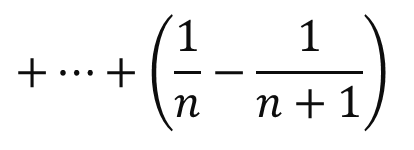 + ⋯ + (1/n − 1/(n + 1))